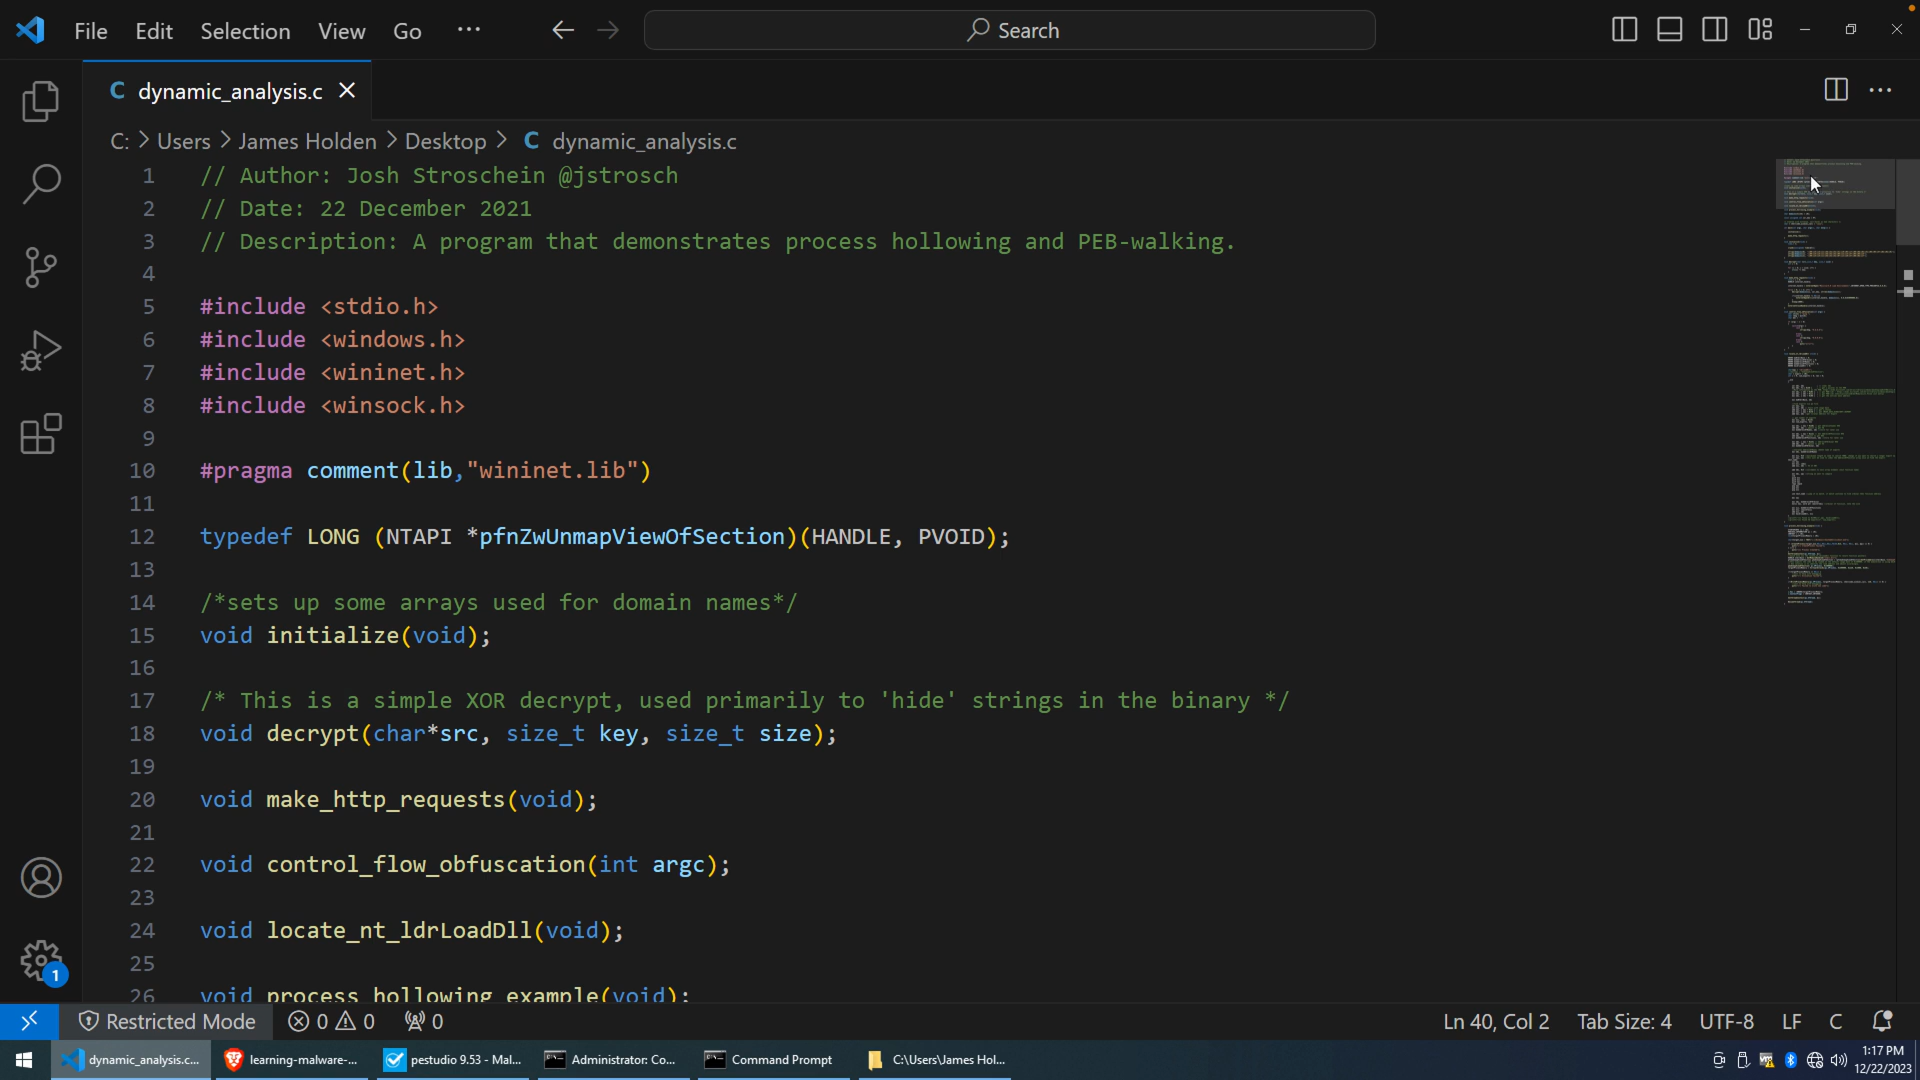 File Edit Selection View Go ··· Search
C dynamic_analysis.c
C: > Users > James Holden > Desktop > C dynamic_analysis.c
1 // Author: Josh Stroschein @jstrosch
2 // Date: 22 December 2021
3 // Description: A program that demonstrates process hollowing and PEB-walking.
4
5 #include <stdio.h>
6 #include <windows.h>
7 #include <wininet.h>
8 #include <winsock.h>
9
10 #pragma comment(lib,"wininet.lib")
11
12 typedef LONG (NTAPI *pfnZwUnmapViewOfSection)(HANDLE, PVOID);
13
14 /*sets up some arrays used for domain names*/
15 void initialize(void);
16
17 /* This is a simple XOR decrypt, used primarily to 'hide' strings in the binary */
18 void decrypt(char*src, size_t key, size_t size);
19
20 void make_http_requests(void);
21
22 void control_flow_obfuscation(int argc);
23
24 void locate_nt_ldrLoadDll(void);
25
26 void process_hollowing_example(void);
1
Restricted Mode 0 0 0 Ln 40, Col 2 Tab Size: 4 UTF-8 LF C
dynamic_analysis.c... learning-malware-... pestudio 9.53 - Mal... Administrator: Co... Command Prompt C:\Users\James Hol... 1:17 PM
12/22/2023